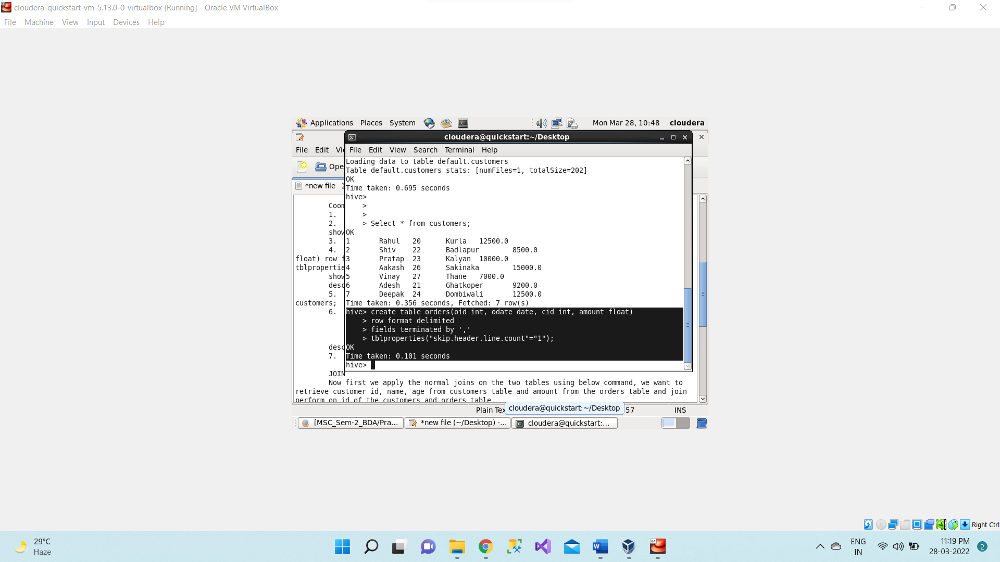 cloudera-quickstart-vm-5.13.0-0-virtualbox [Running] - Oracle VM VirtualBox
File Machine View Input Devices Help
Applications Places System Mon Mar 28, 10:48 cloudera
cloudera@quickstart:~/Desktop
File Edit
File Edit View Search Terminal Help
*new file
Loading data to table default.customers
Table default.customers stats: [numFiles=1, totalSize=202]
OK
Time taken: 0.695 seconds
hive>
>
>
> Select * from customers;
OK
1 Rahul 20 Kurla 12500.0
2 Shiv 22 Badlapur 8500.0
3 Pratap 23 Kalyan 10000.0
4 Aakash 26 Sakinaka 15000.0
5 Vinay 27 Thane 7000.0
6 Adesh 21 Ghatkoper 9200.0
7 Deepak 24 Dombiwali 12500.0
Time taken: 0.356 seconds, Fetched: 7 row(s)
hive> create table orders(oid int, odate date, cid int, amount float)
> row format delimited
> fields terminated by ','
> tblproperties("skip.header.line.count"="1");
OK
Time taken: 0.101 seconds
hive>
1.
2.
show
3.
4.
float) row
show
desc
5.
customers;
6.
desc
7.
JOIN
Now first we apply the normal joins on the two tables using below command, we want to
retrieve customer id, name, age from customers table and amount from the orders table and join
perform on id of the customers and orders table.
cloudera@quickstart:~/Desktop
57 INS
[MSC_Sem-2_BDA/Pra... *new file (~/Desktop) -... cloudera@quickstart:...
Right Ctrl
29°C
Haze
ENG
IN
11:19 PM
28-03-2022
2